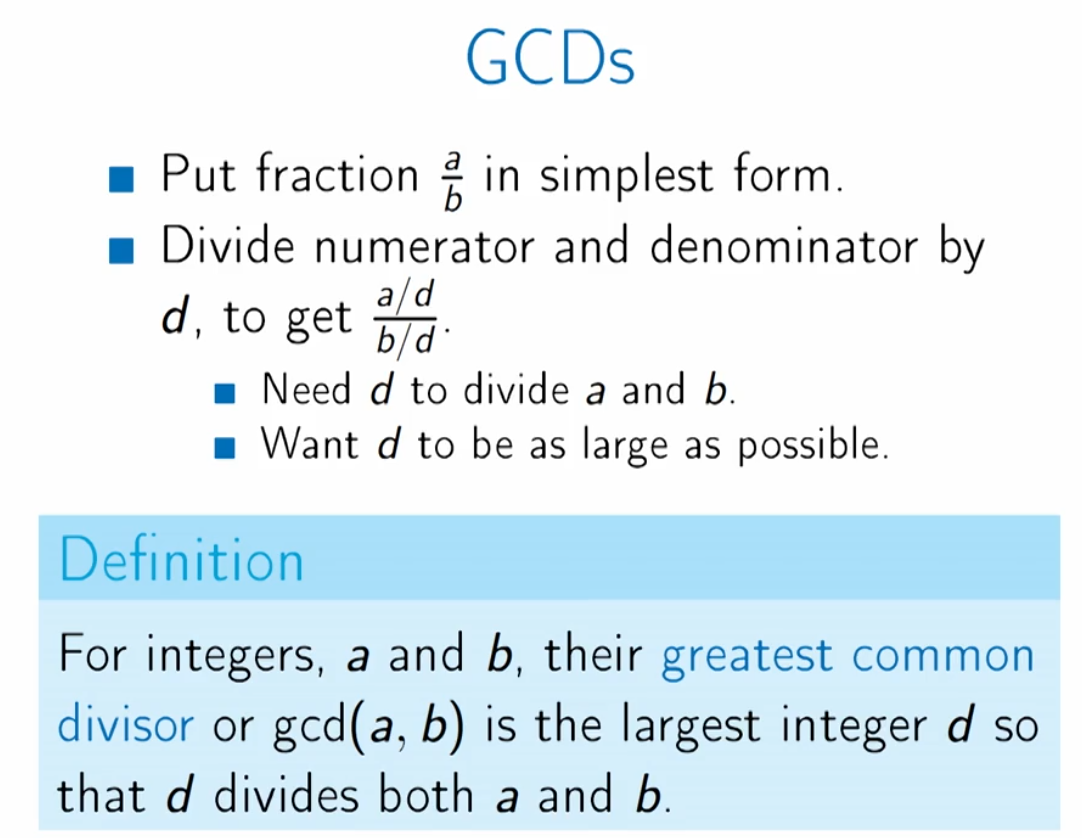 GCDs
■ Put fraction a/b in simplest form.
■ Divide numerator and denominator by
d, to get (a/d)/(b/d).
■ Need d to divide a and b.
■ Want d to be as large as possible.
Definition
For integers, a and b, their greatest common
divisor or gcd(a, b) is the largest integer d so
that d divides both a and b.